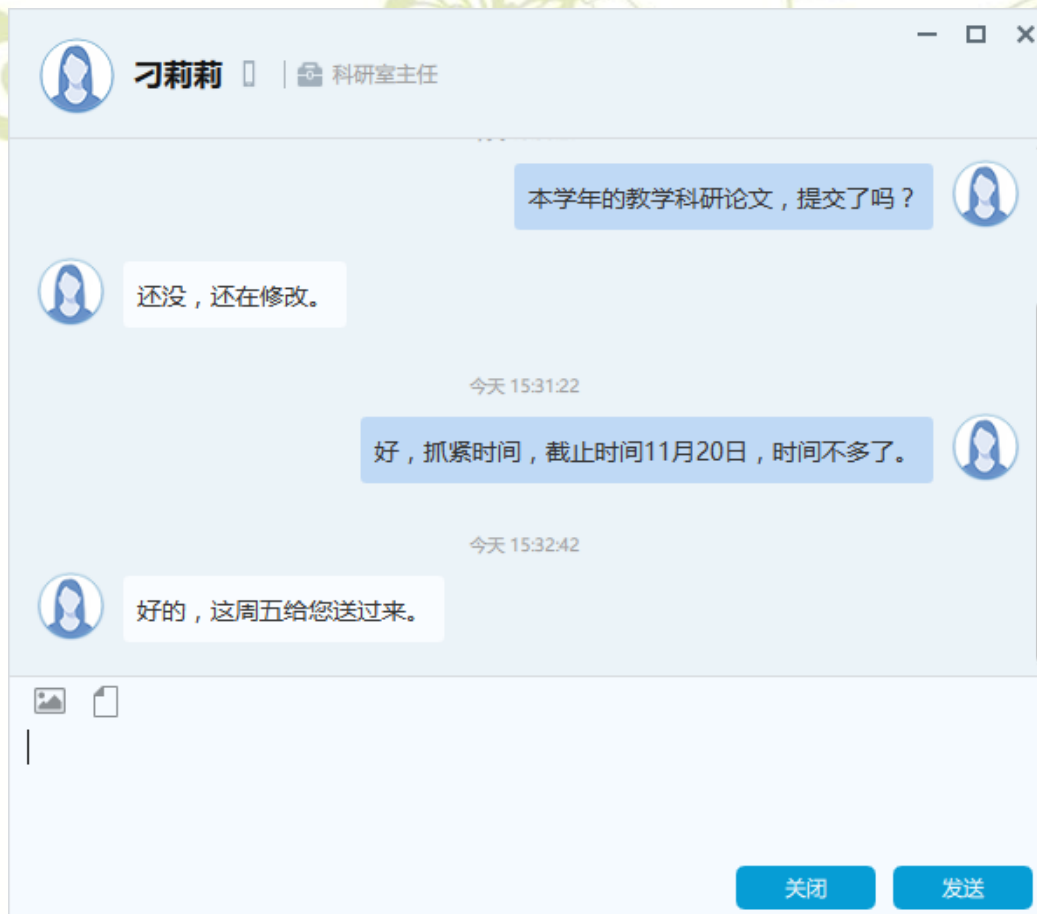 刁莉莉
科研室主任
本学年的教学科研论文，提交了吗？
还没，还在修改。
今天 15:31:22
好，抓紧时间，截止时间11月20日，时间不多了。
今天 15:32:42
好的，这周五给您送过来。
关闭
发送